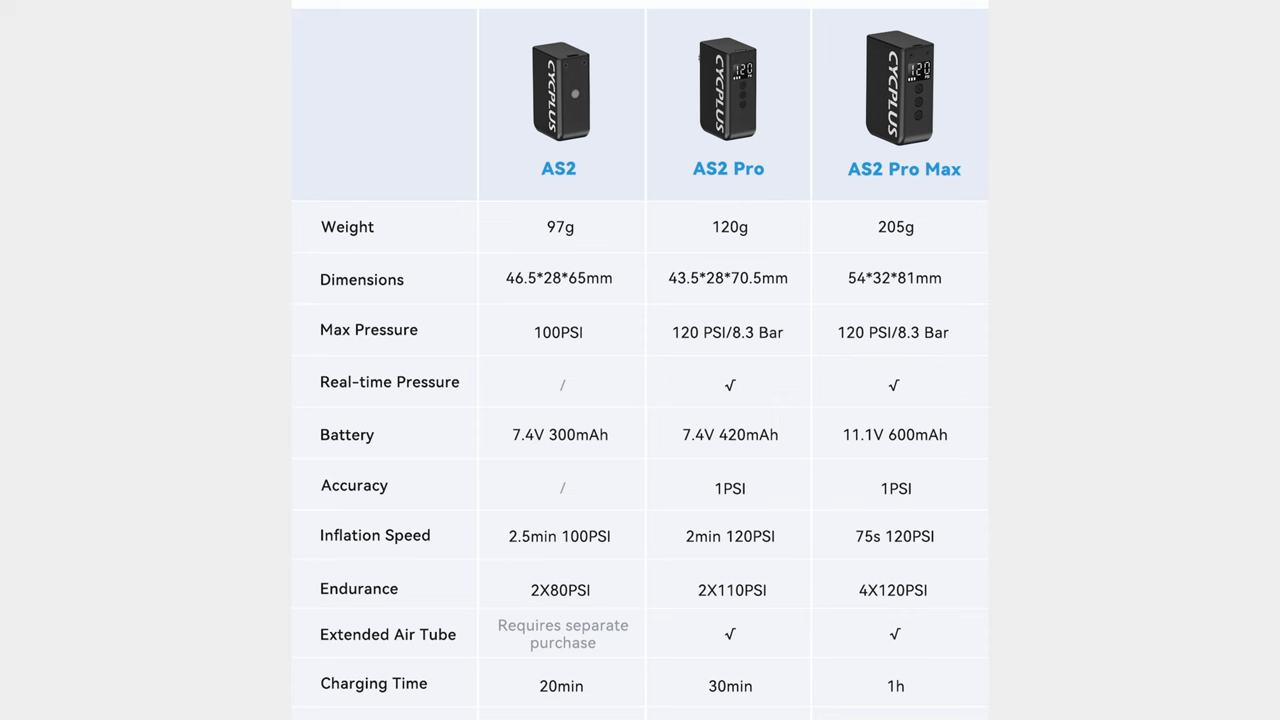 CYCPLUS
CYCPLUS
120
PSI
CYCPLUS
120
PSI
AS2
AS2 Pro
AS2 Pro Max
Weight
97g
120g
205g
Dimensions
46.5*28*65mm
43.5*28*70.5mm
54*32*81mm
Max Pressure
100PSI
120 PSI/8.3 Bar
120 PSI/8.3 Bar
Real-time Pressure
/
√
√
Battery
7.4V 300mAh
7.4V 420mAh
11.1V 600mAh
Accuracy
/
1PSI
1PSI
Inflation Speed
2.5min 100PSI
2min 120PSI
75s 120PSI
Endurance
2X80PSI
2X110PSI
4X120PSI
Extended Air Tube
Requires separate
purchase
√
√
Charging Time
20min
30min
1h